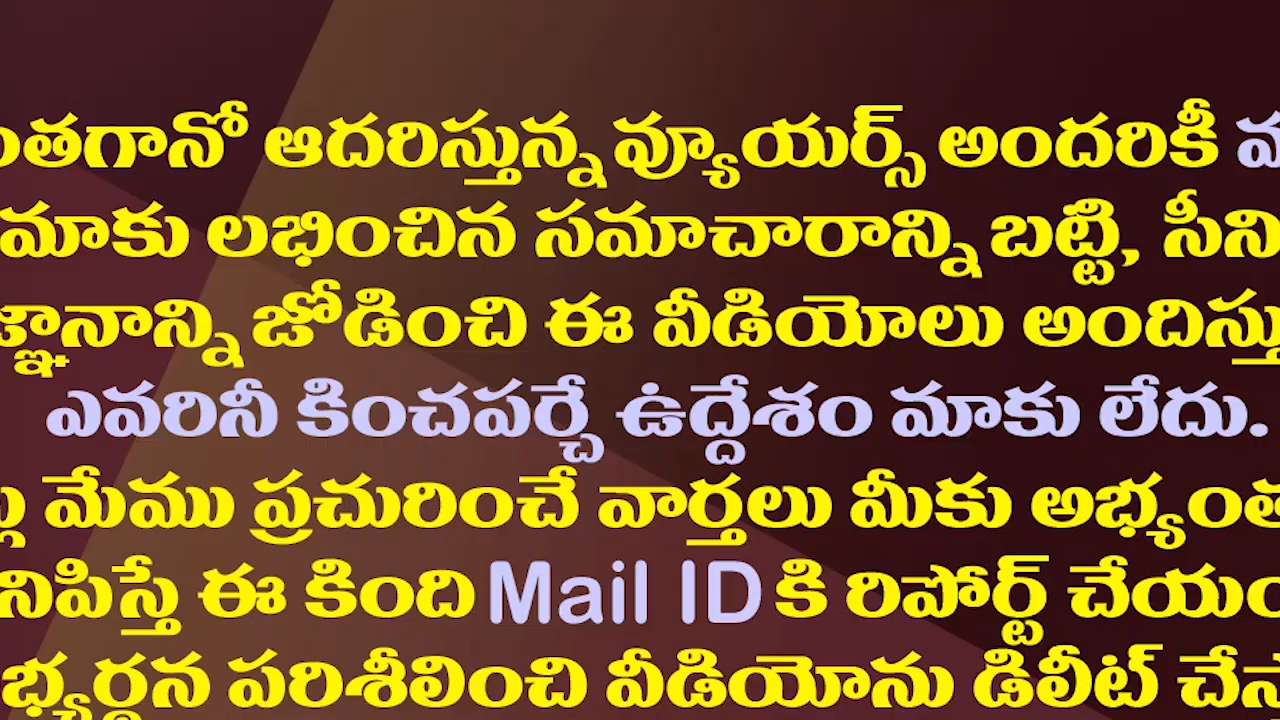 ంతగానో ఆదరిస్తున్న వ్యూయర్స్ అందరికీ
మాకు లభించిన సమాచారాన్ని బట్టి, సీని
జ్ఞానాన్ని జోడించి ఈ వీడియోలు అందిస్తు
ఎవరినీ కించపర్చే ఉద్దేశం మాకు లేదు.
మేము ప్రచురించే వార్తలు మీకు అభ్యంత
నిపిస్తే ఈ కింది Mail ID కి రిపోర్ట్ చేయం
భ్యర్థన పరిశీలించి వీడియోను డిలీట్ చేస